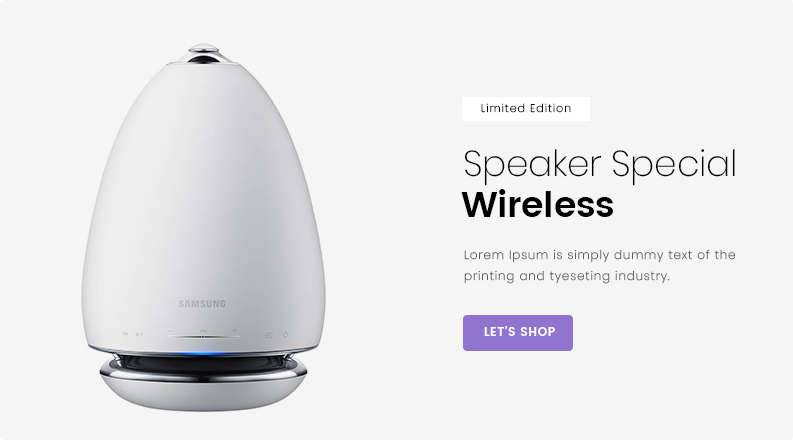 Limited Edition
Speaker Special
Wireless
Lorem Ipsum is simply dummy text of the
printing and tyeseting industry.
LET'S SHOP
SAMSUNG